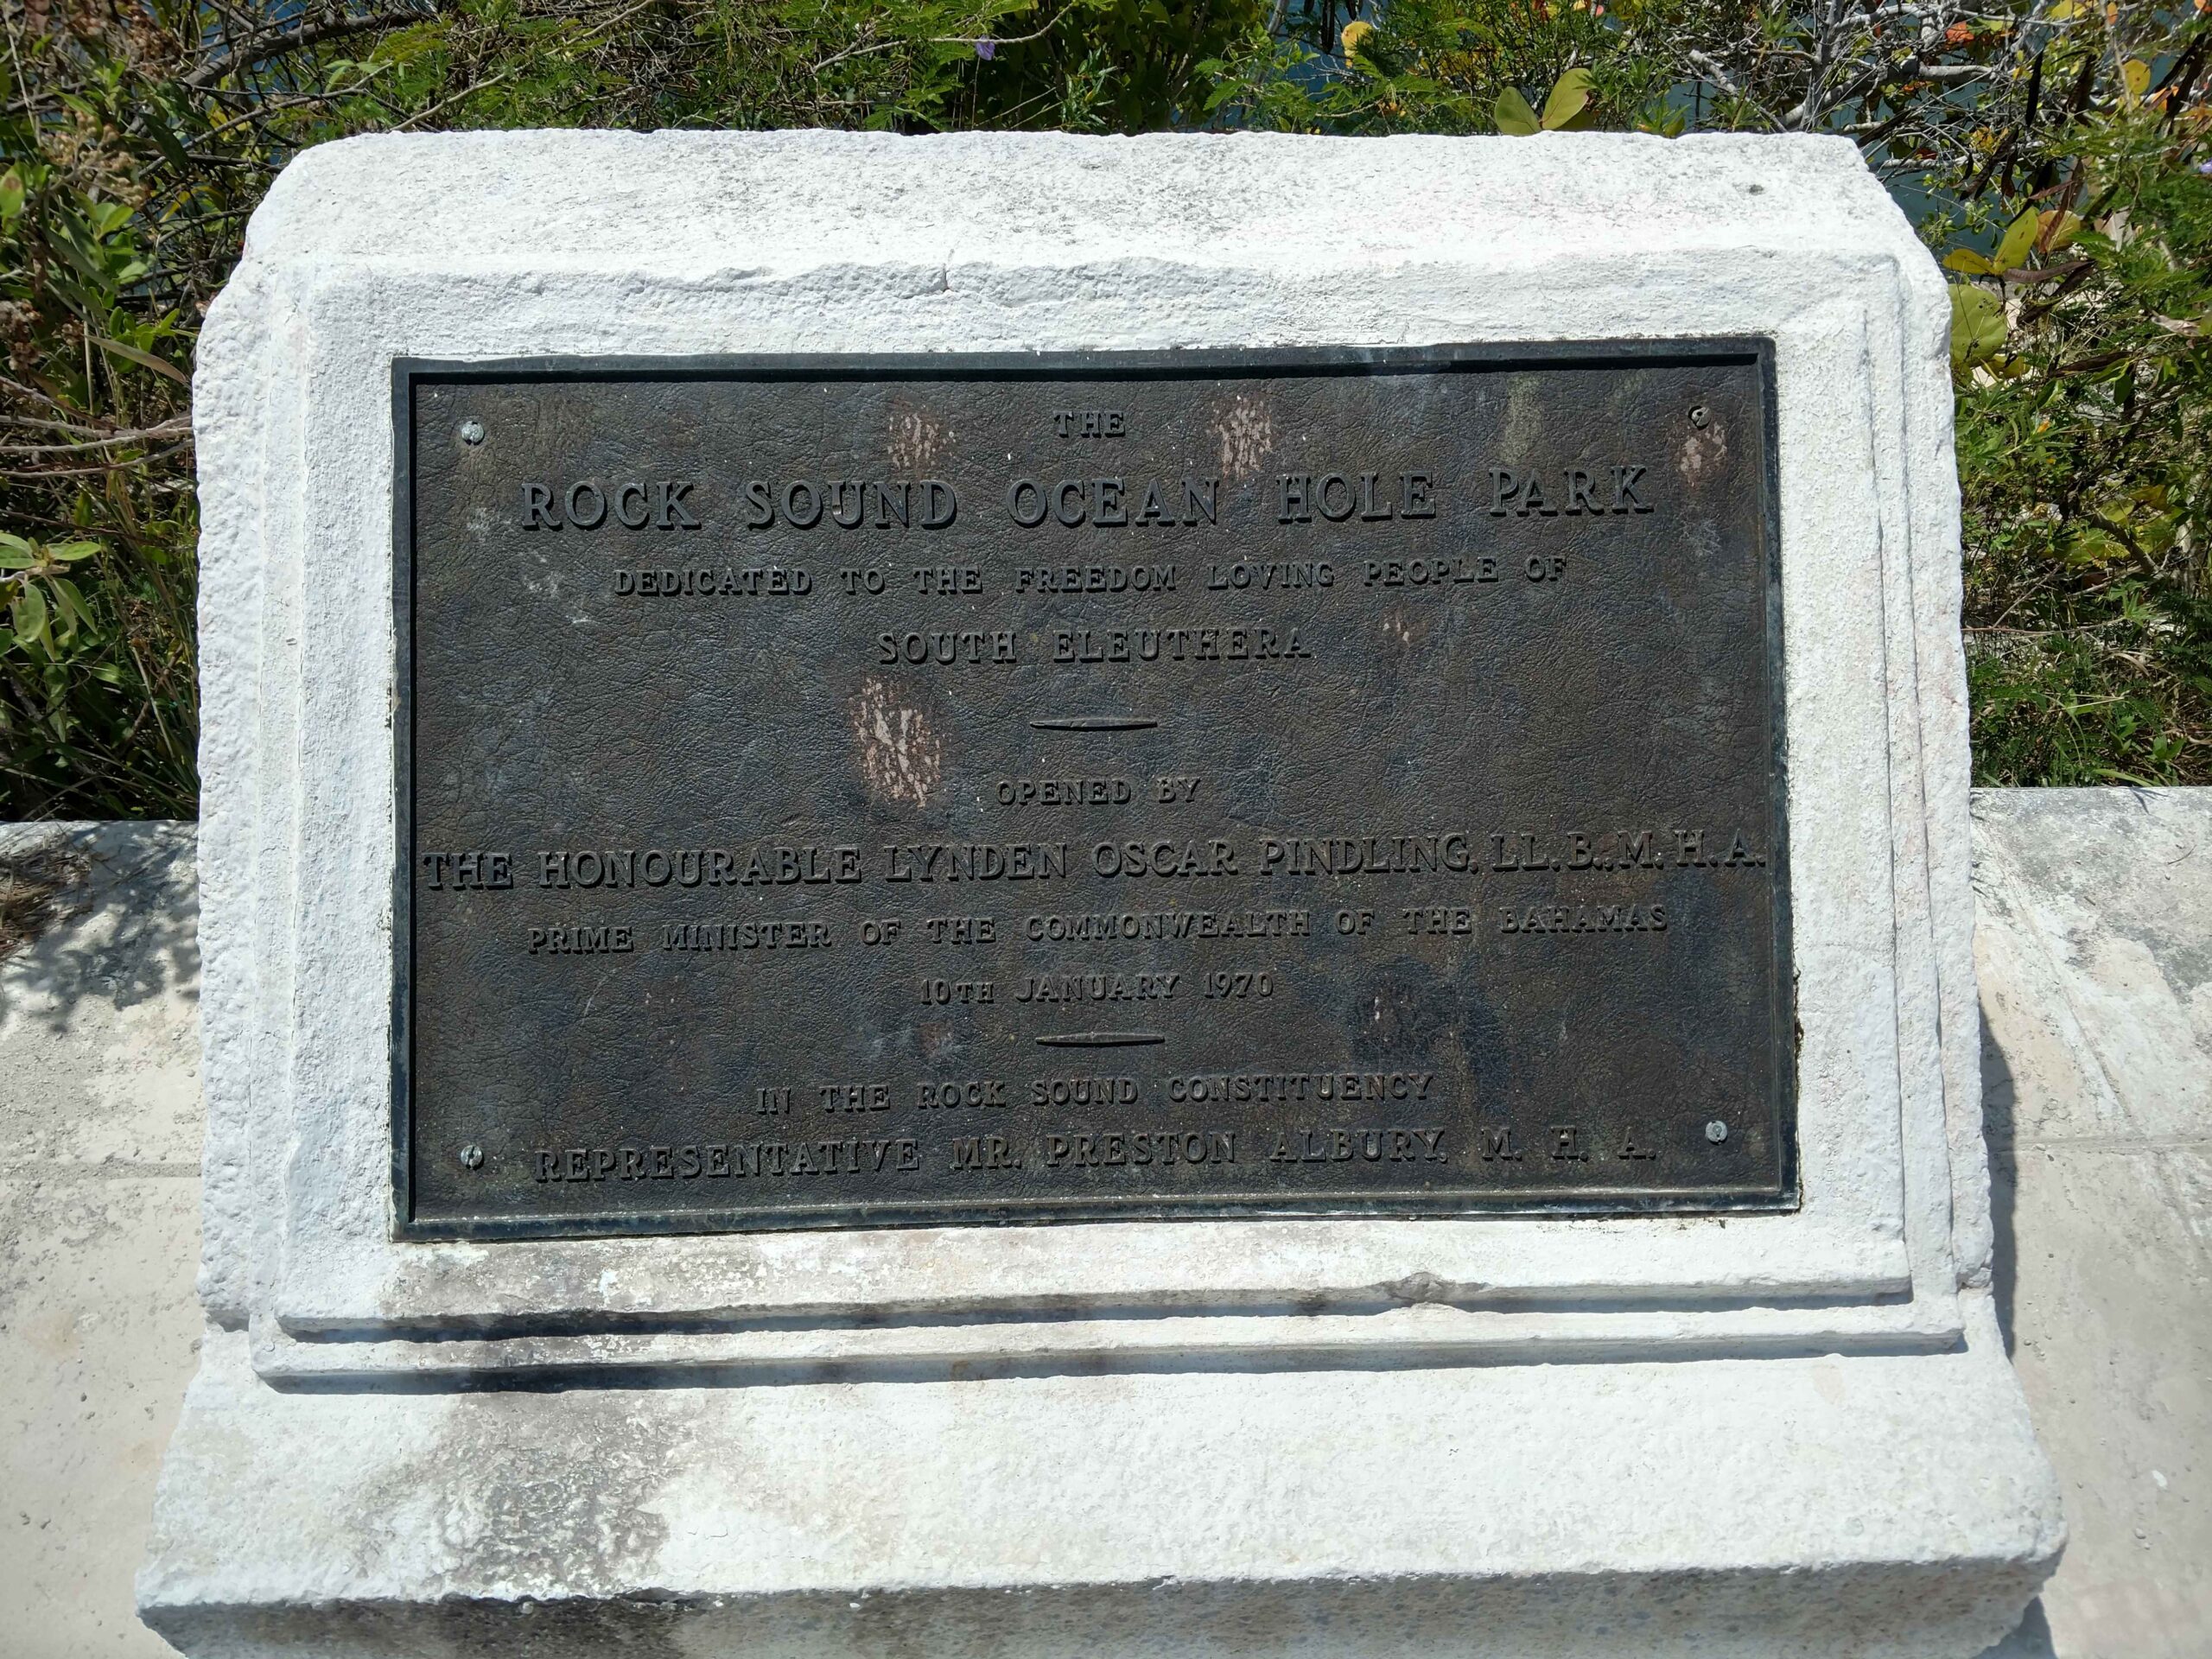 THE
ROCK SOUND OCEAN HOLE PARK
DEDICATED TO THE FREEDOM LOVING PEOPLE OF
SOUTH ELEUTHERA
OPENED BY
THE HONOURABLE LYNDEN OSCAR PINDLING, LL.B., M.H.A.
PRIME MINISTER OF THE COMMONWEALTH OF THE BAHAMAS
10TH JANUARY 1970
IN THE ROCK SOUND CONSTITUENCY
REPRESENTATIVE MR. PRESTON ALBURY, M. H. A.